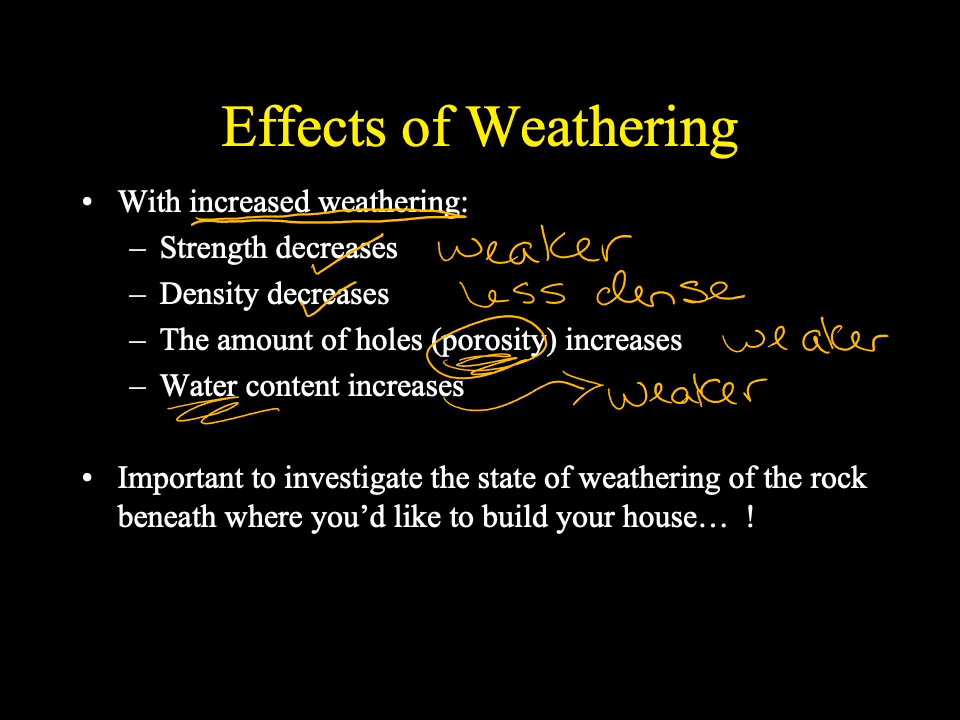 Effects of Weathering
• With increased weathering:
– Strength decreases weaker
– Density decreases less dense
– The amount of holes (porosity) increases weaker
– Water content increases weaker
• Important to investigate the state of weathering of the rock
beneath where you’d like to build your house… !